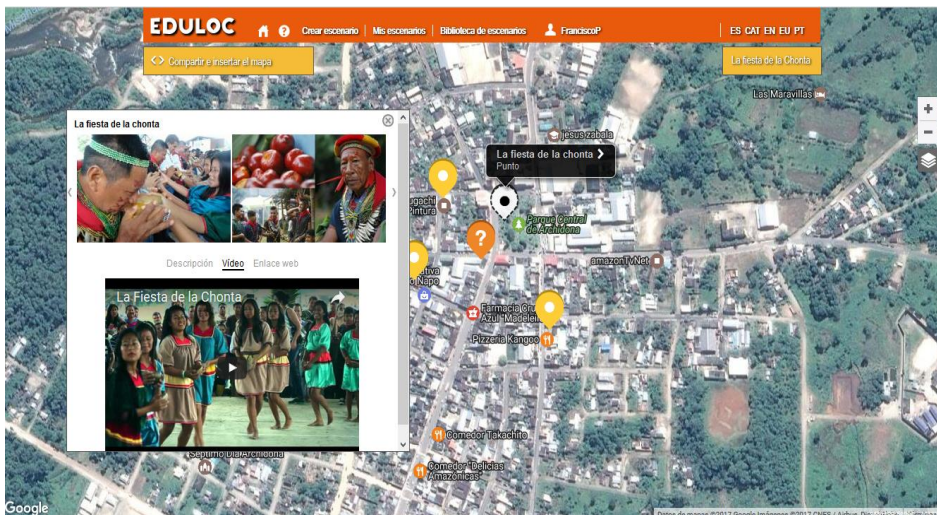 EDULOC
Crear escenario | Mis escenarios | Biblioteca de escenarios
FranciscoP
ES CAT EN EU PT
<> Compartir e insertar el mapa
La fiesta de la Chonta
Las Maravillas
La fiesta de la chonta
jesus zabala
La fiesta de la chonta
Punto
Parque Central
de Archidona
Descripción Vídeo Enlace web
amazonTvNet
La Fiesta de la Chonta
Farmacia
Pizzeria Kangoo
Comedor Takachito
Comedor "Delicias
Amazónicas"
Google